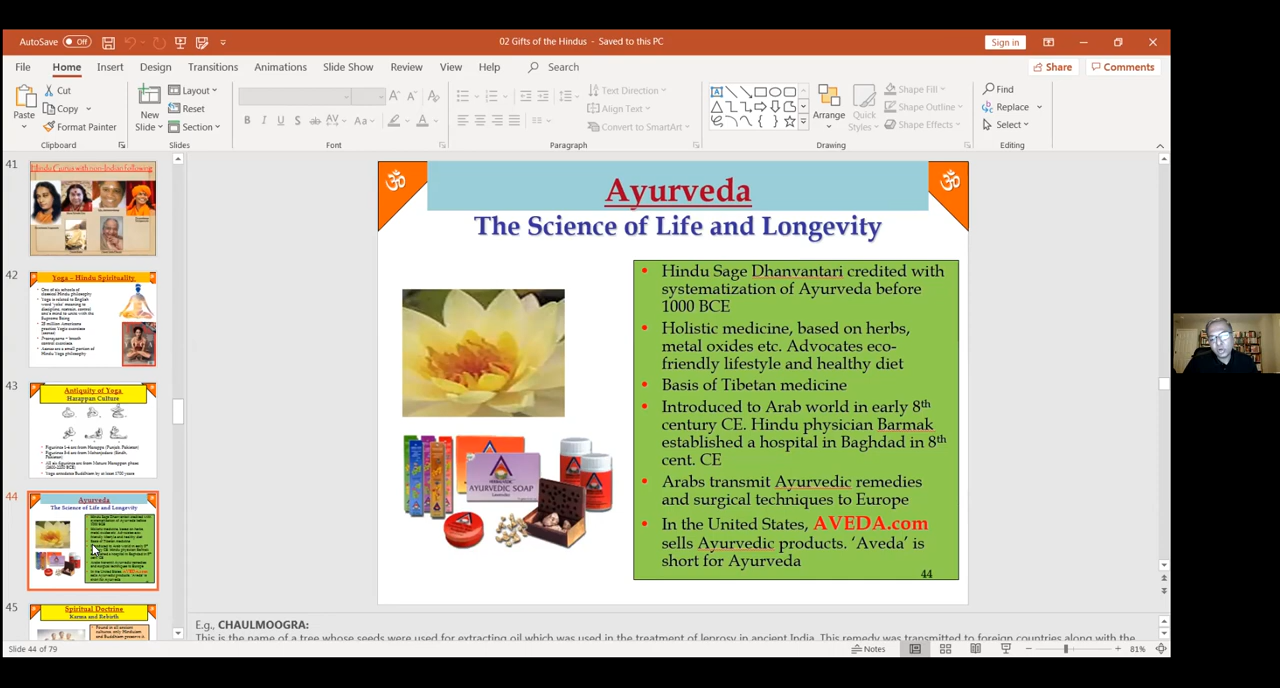 AutoSave Off
02 Gifts of the Hindus - Saved to this PC
Sign in
File Home Insert Design Transitions Animations Slide Show Review View Help Search
Share Comments
Paste
Cut
Copy
Format Painter
Clipboard
New
Slide
Layout
Reset
Section
Slides
Font
Text Direction
Align Text
Convert to SmartArt
Paragraph
Arrange
Quick
Styles
Shape Fill
Shape Outline
Shape Effects
Drawing
Find
Replace
Select
Editing
41
Hindu Gurus with non-Indian following
42
Yoga – Hindu Spirituality
43
Antiquity of Yoga
Harappan Culture
44
Ayurveda
The Science of Life and Longevity
45
Spiritual Doctrine
Karma and Rebirth
ॐ
ॐ
Ayurveda
The Science of Life and Longevity
AYURVEDIC SOAP
• Hindu Sage Dhanvantari credited with
systematization of Ayurveda before
1000 BCE
• Holistic medicine, based on herbs,
metal oxides etc. Advocates eco-
friendly lifestyle and healthy diet
• Basis of Tibetan medicine
• Introduced to Arab world in early 8th
century CE. Hindu physician Barmak
established a hospital in Baghdad in 8th
cent. CE
• Arabs transmit Ayurvedic remedies
and surgical techniques to Europe
• In the United States, AVEDA.com
sells Ayurvedic products. 'Aveda' is
short for Ayurveda
44
E.g., CHAULMOOGRA:
This is the name of a tree whose seeds were used for extracting oil which was used in the treatment of leprosy in ancient India. This remedy was transmitted to foreign countries along with the
Slide 44 of 79
Notes
81%